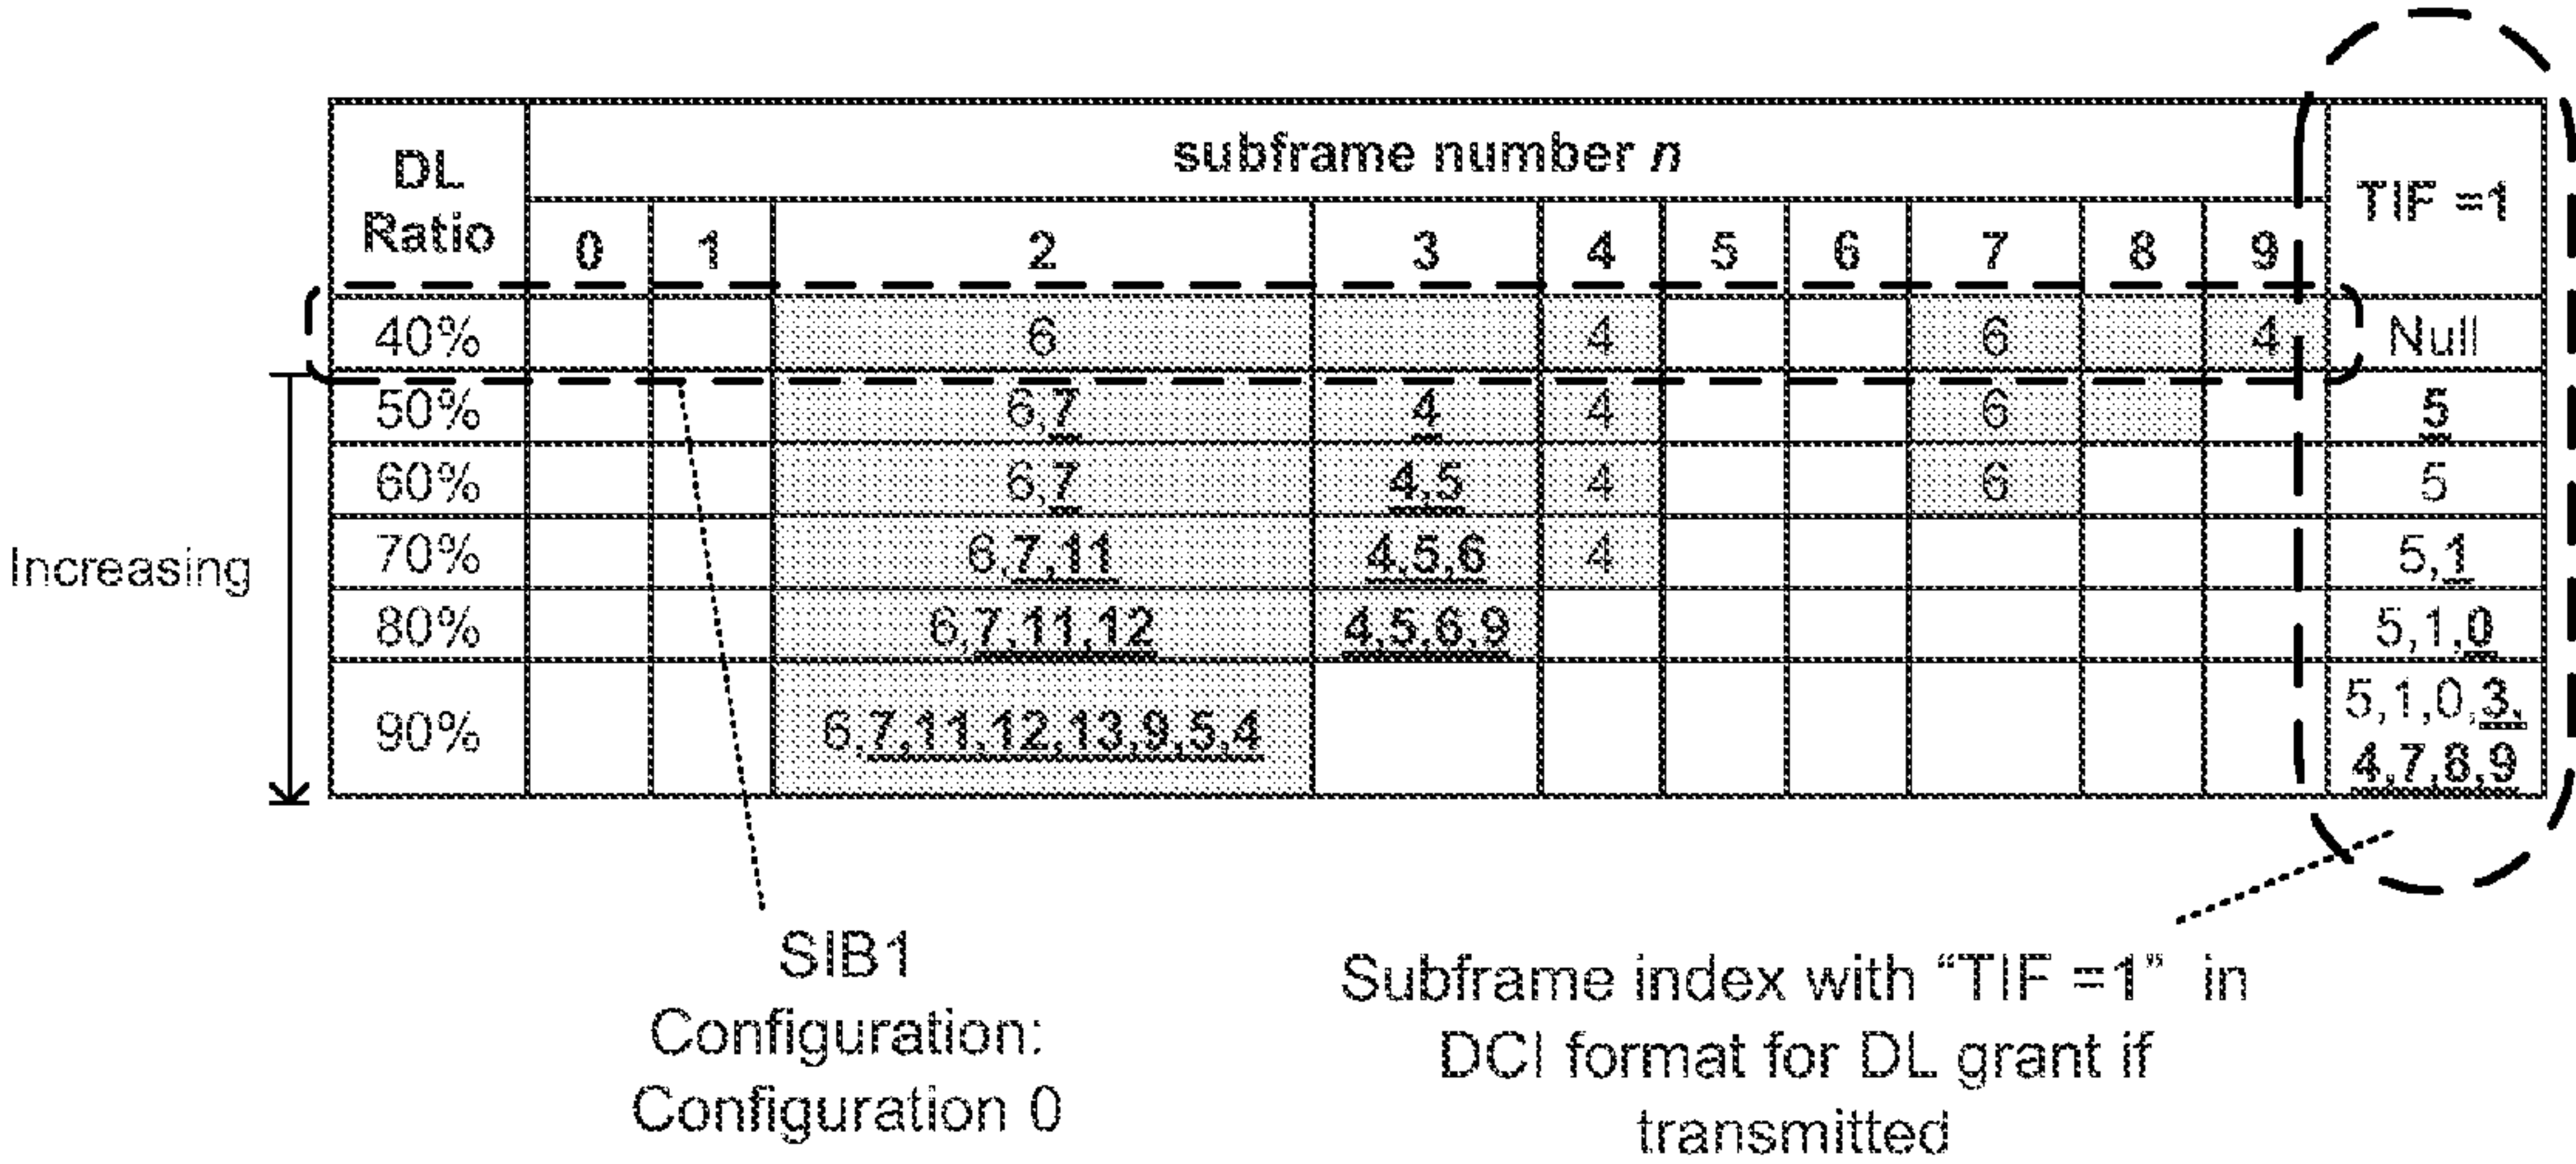 DL Ratio subframe number n TIF =1
0 1 2 3 4 5 6 7 8 9
40% 6 4 6 4 Null
50% 6,7 4 4 6 5
60% 6,7 4,5 4 6 5
70% 6,7,11 4,5,6 4 5,1
80% 6,7,11,12 4,5,6,9 5,1,0
90% 6,7,11,12,13,9,5,4 5,1,0,3,
4,7,8,9
Increasing
SIB1
Configuration:
Configuration 0
Subframe index with “TIF =1” in
DCI format for DL grant if
transmitted